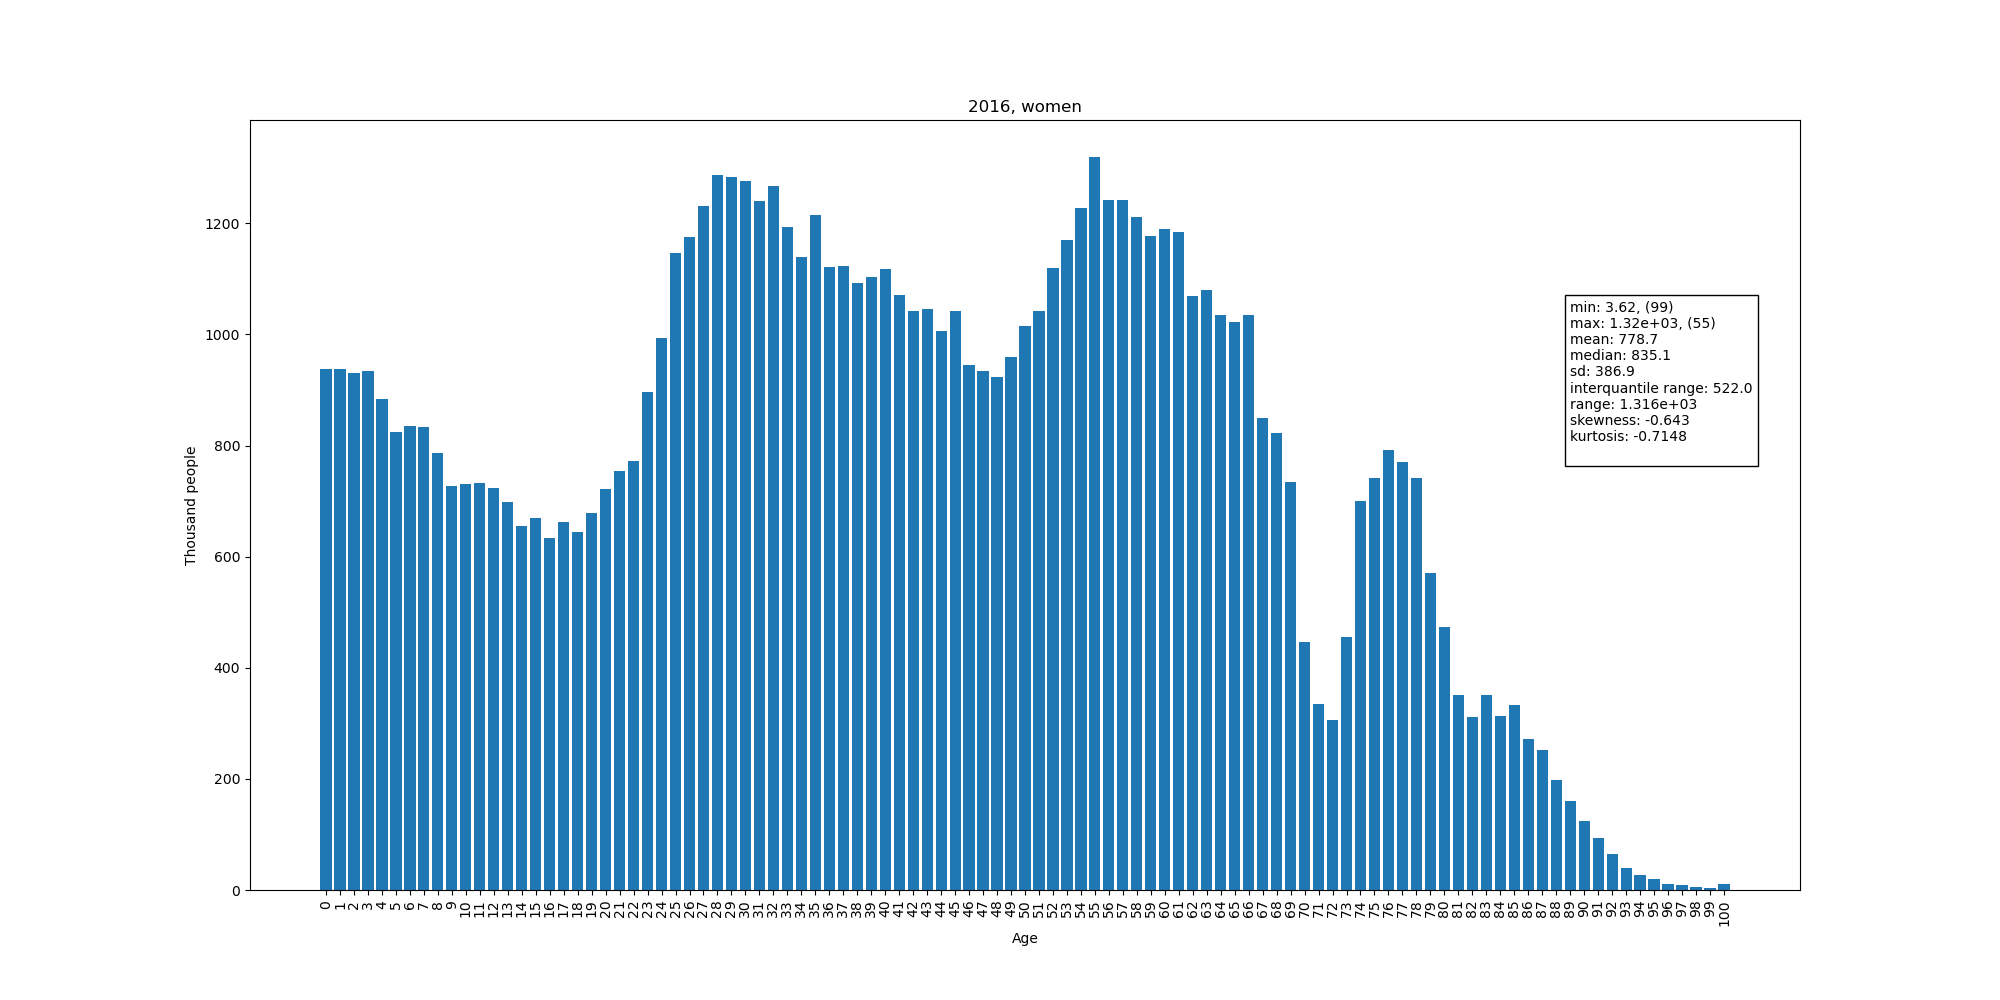 2016, women
1200
1000
800
600
400
200
0
Thousand people
min: 3.62, (99)
max: 1.32e+03, (55)
mean: 778.7
median: 835.1
sd: 386.9
interquantile range: 522.0
range: 1.316e+03
skewness: -0.643
kurtosis: -0.7148
0 1 2 3 4 5 6 7 8 9 10 11 12 13 14 15 16 17 18 19 20 21 22 23 24 25 26 27 28 29 30 31 32 33 34 35 36 37 38 39 40 41 42 43 44 45 46 47 48 49 50 51 52 53 54 55 56 57 58 59 60 61 62 63 64 65 66 67 68 69 70 71 72 73 74 75 76 77 78 79 80 81 82 83 84 85 86 87 88 89 90 91 92 93 94 95 96 97 98 99 100
Age